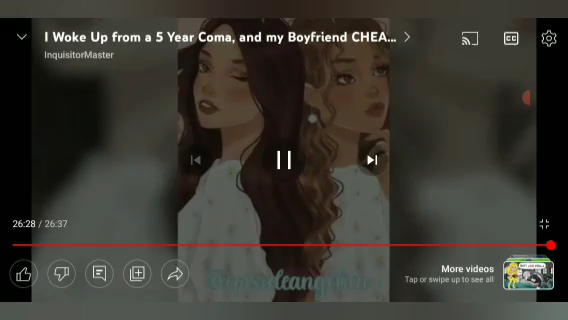 I Woke Up from a 5 Year Coma, and my Boyfriend CHEA...
InquisitorMaster
CC
26:28 / 26:37
More videos
Tap or swipe up to see all